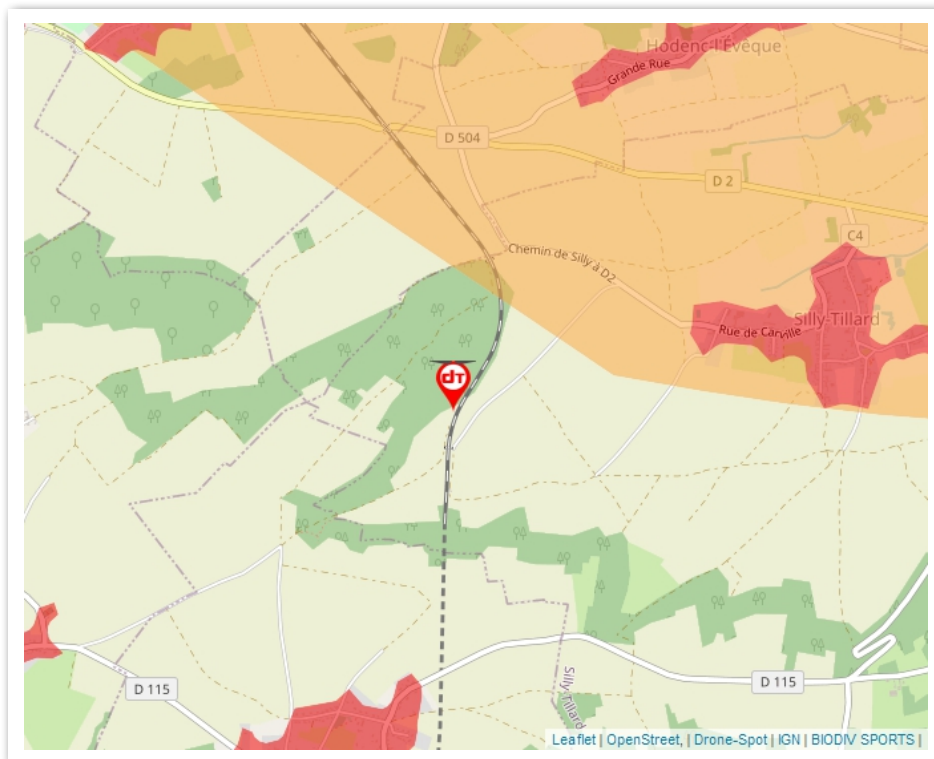 Hodenc-l'Évêque
Grande Rue
D 504
D 2
C4
Chemin de Silly à D2
Rue de Carville
Silly-Tillard
dT
D 115
D 115
Silly-Tillard
Leaflet | OpenStreet, | Drone-Spot | IGN | BIODIV SPORTS |